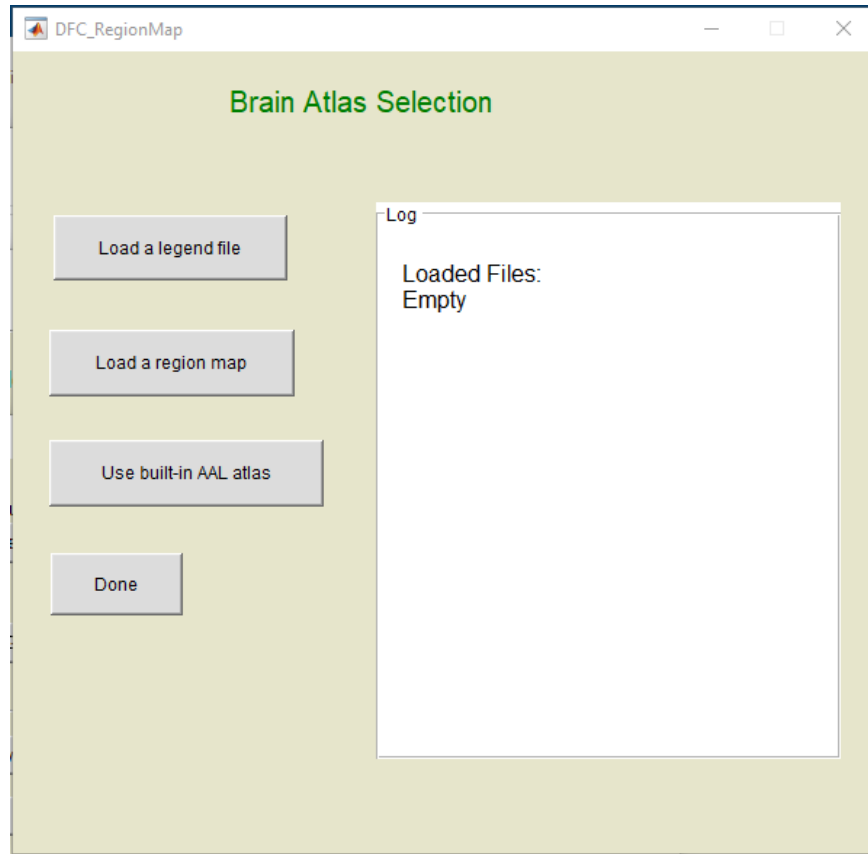 DFC_RegionMap
Brain Atlas Selection
Load a legend file
Load a region map
Use built-in AAL atlas
Done
Log
Loaded Files:
Empty